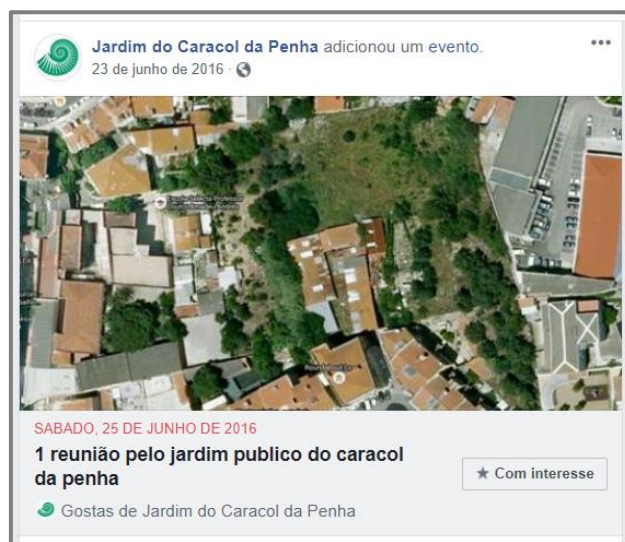 Jardim do Caracol da Penha adicionou um evento.
23 de junho de 2016 ·
SABADO, 25 DE JUNHO DE 2016
1 reunião pelo jardim publico do caracol
da penha
Com interesse
Gostas de Jardim do Caracol da Penha